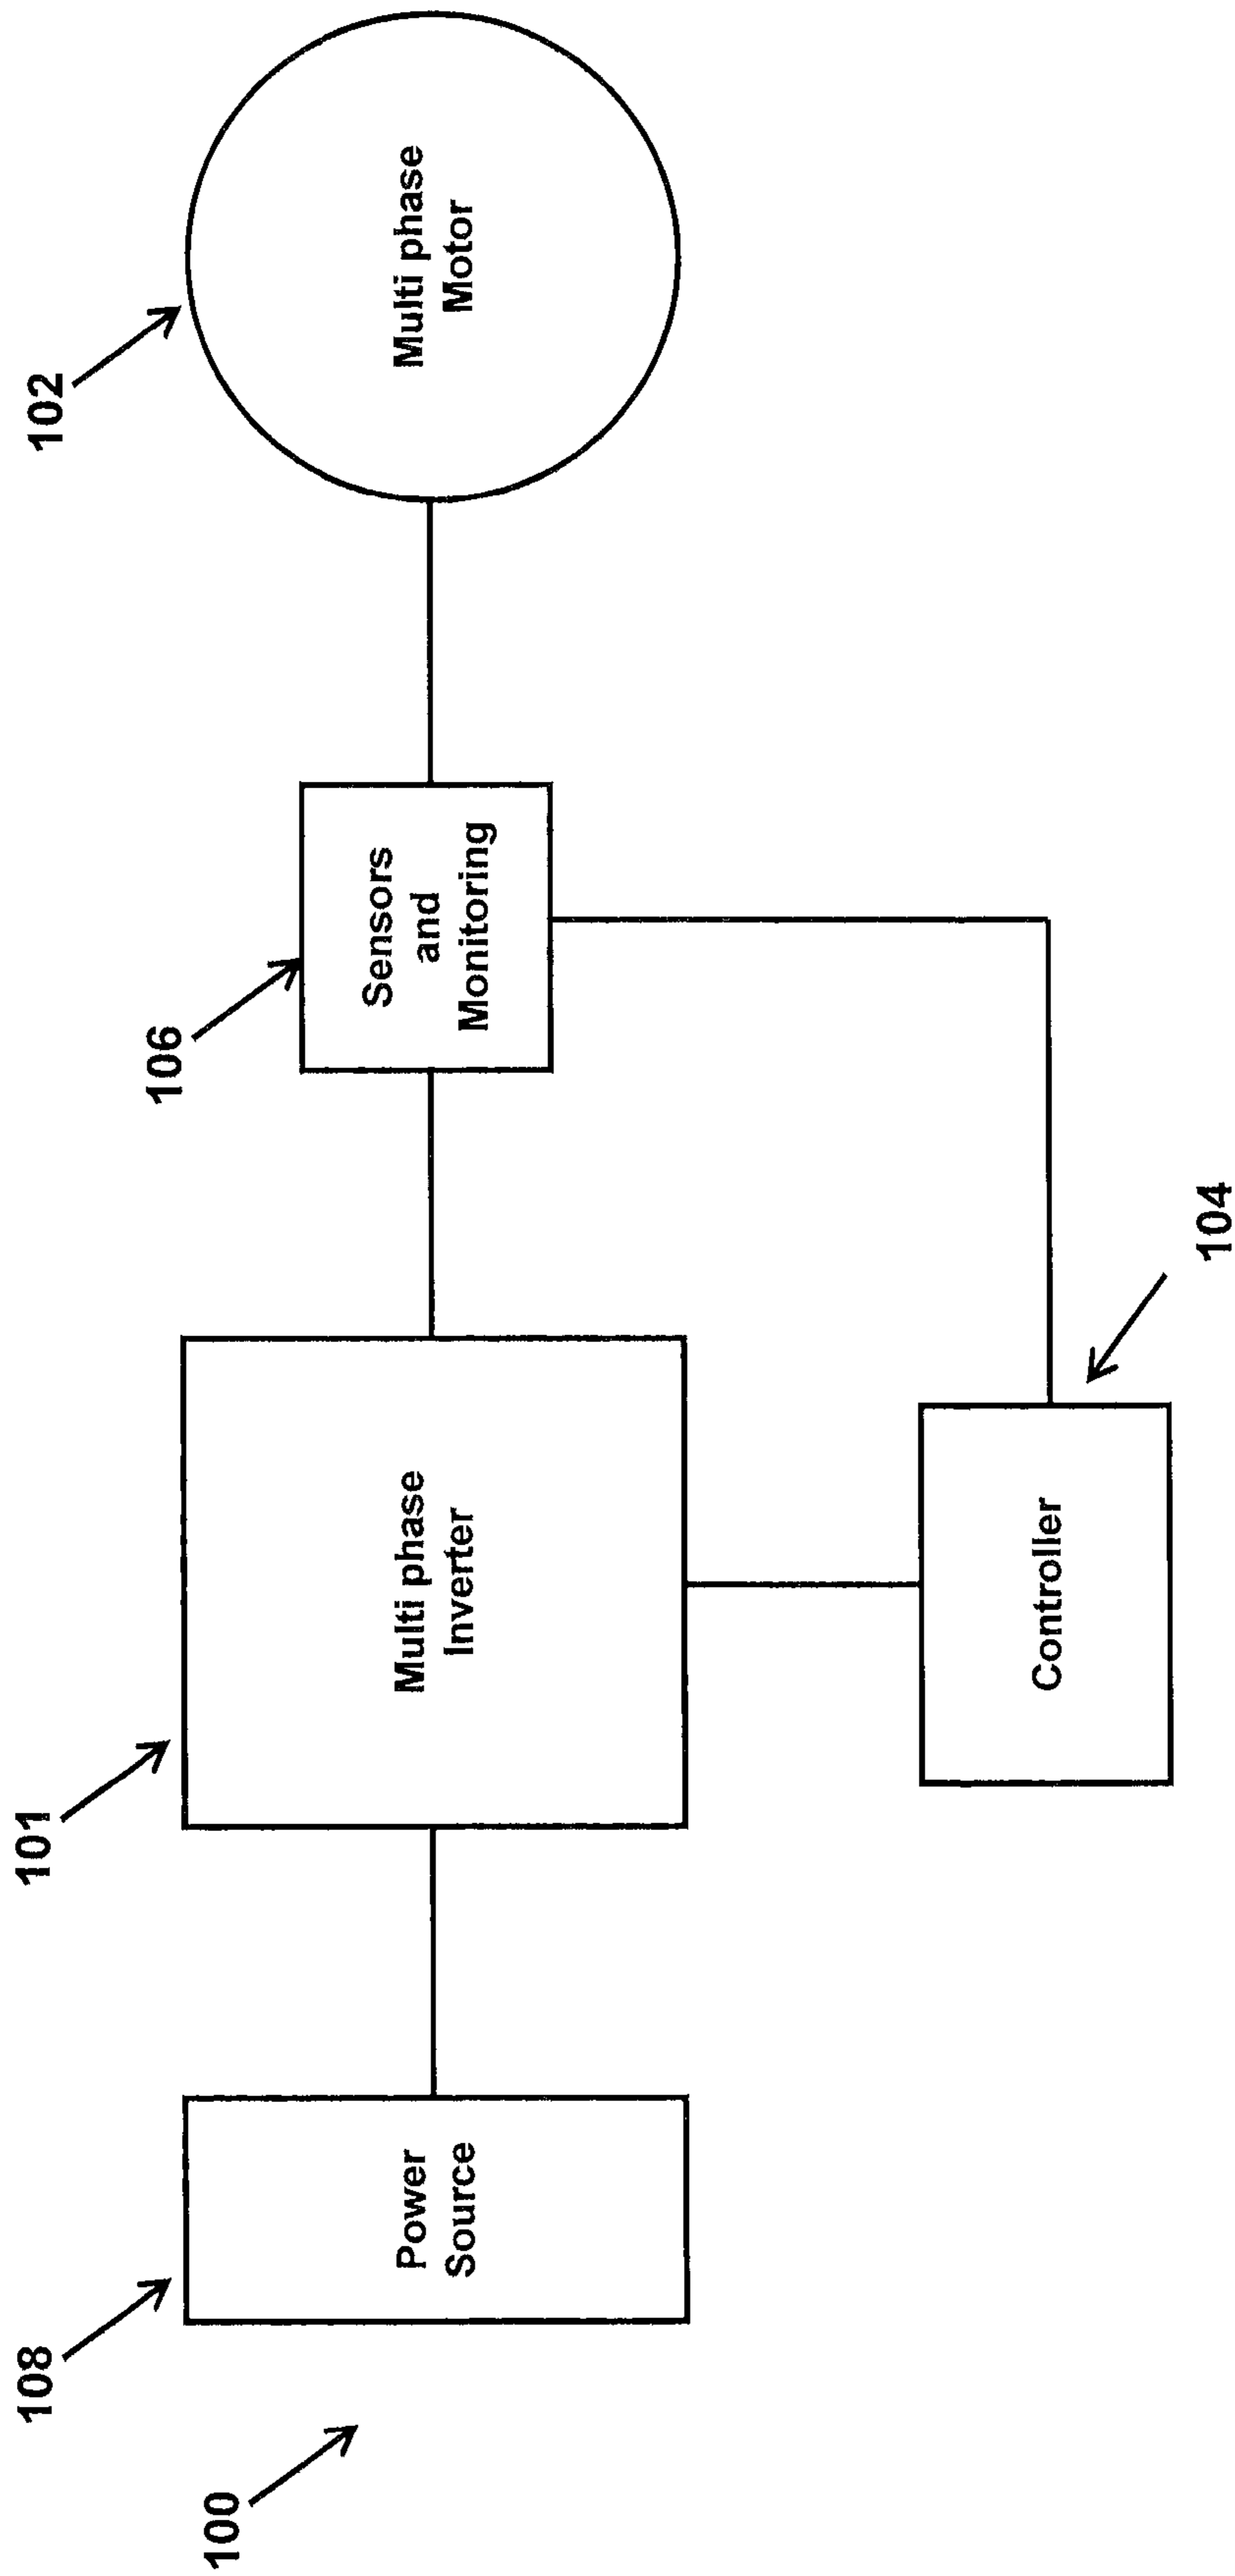 108
101
106
102
Power
Source
Multi phase
Inverter
Sensors
and
Monitoring
Multi phase
Motor
100
Controller
104